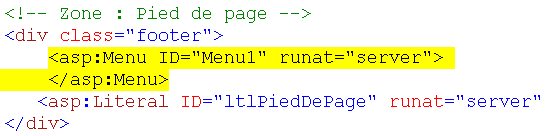 <!-- Zone : Pied de page -->
<div class="footer">
<asp:Menu ID="Menu1" runat="server">
</asp:Menu>
<asp:Literal ID="ltlPiedDePage" runat="server"
</div>